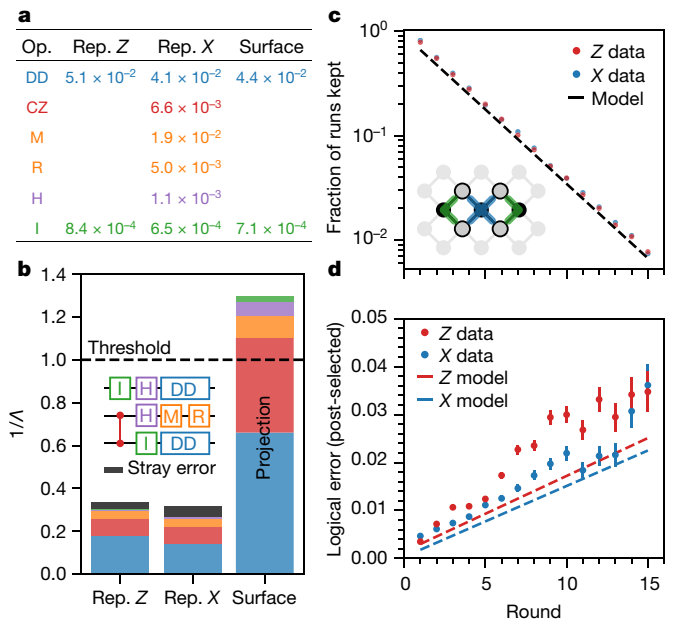 a
Op. Rep. Z Rep. X Surface
DD 5.1 × 10⁻² 4.1 × 10⁻² 4.4 × 10⁻²
CZ 6.6 × 10⁻³
M 1.9 × 10⁻²
R 5.0 × 10⁻³
H 1.1 × 10⁻³
I 8.4 × 10⁻⁴ 6.5 × 10⁻⁴ 7.1 × 10⁻⁴
b
1/Λ
1.4
1.2
1.0
0.8
0.6
0.4
0.2
0.0
Threshold
I H DD
H M R
I DD
Stray error
Projection
Rep. Z Rep. X Surface
c
Fraction of runs kept
10⁰
10⁻¹
10⁻²
Z data
X data
Model
d
Logical error (post-selected)
0.05
0.04
0.03
0.02
0.01
0.00
Z data
X data
Z model
X model
0 5 10 15
Round